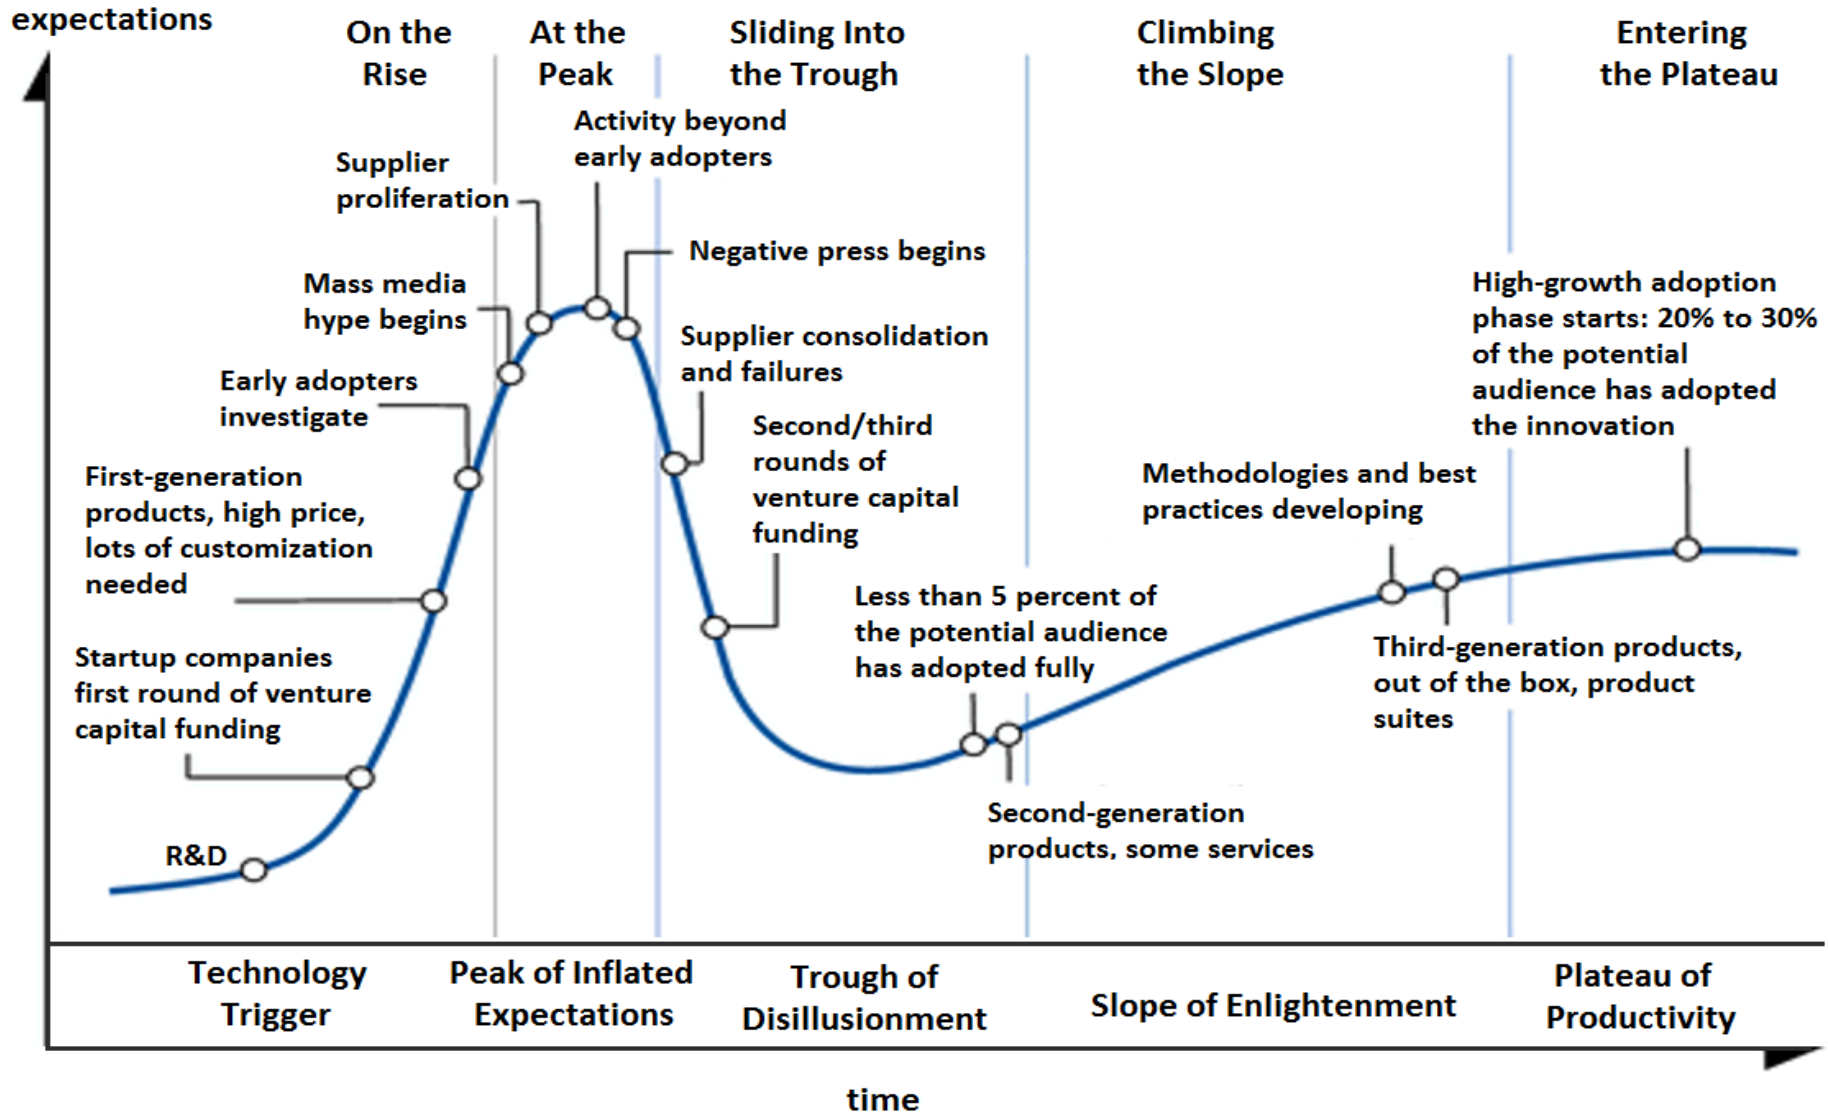 expectations
On the
Rise
At the
Peak
Sliding Into
the Trough
Climbing
the Slope
Entering
the Plateau
Activity beyond
early adopters
Supplier
proliferation
Negative press begins
Mass media
hype begins
Supplier consolidation
and failures
Early adopters
investigate
Second/third
rounds of
venture capital
funding
First-generation
products, high price,
lots of customization
needed
Startup companies
first round of venture
capital funding
R&D
Less than 5 percent of
the potential audience
has adopted fully
Second-generation
products, some services
Methodologies and best
practices developing
Third-generation products,
out of the box, product
suites
High-growth adoption
phase starts: 20% to 30%
of the potential
audience has adopted
the innovation
Technology
Trigger
Peak of Inflated
Expectations
Trough of
Disillusionment
Slope of Enlightenment
Plateau of
Productivity
time